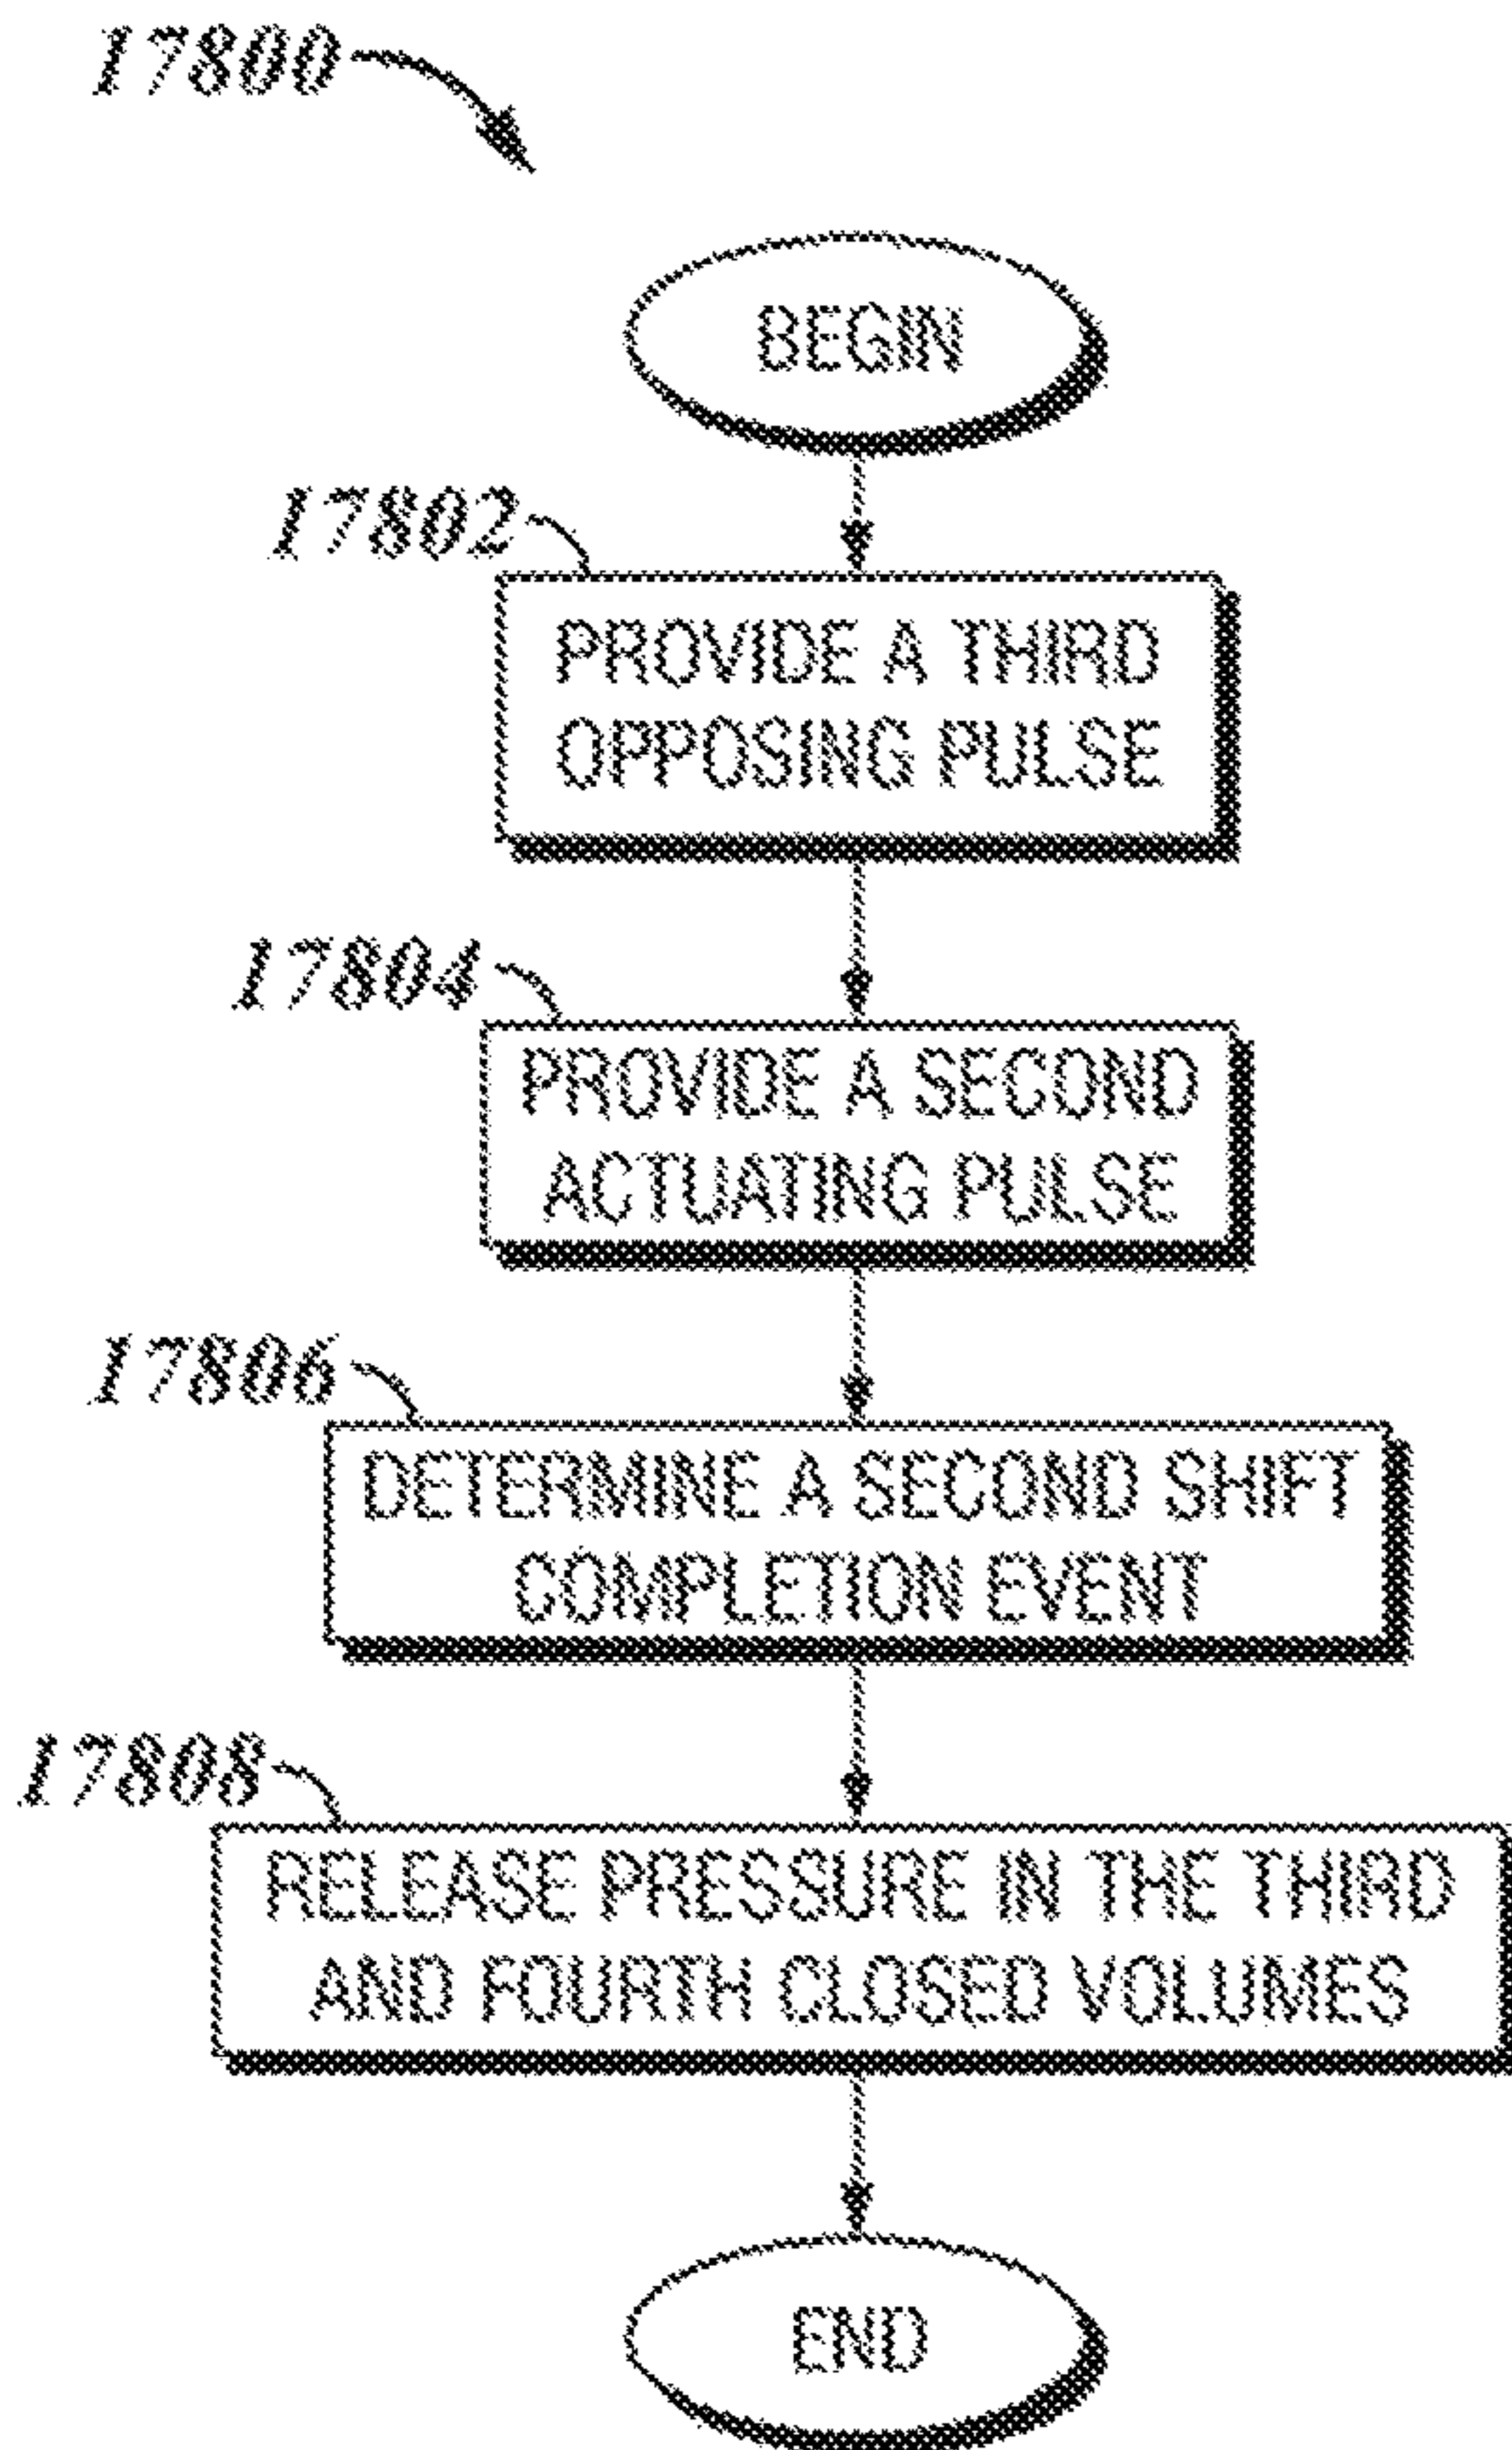 17800
BEGIN
17802
PROVIDE A THIRD
OPPOSING PULSE
17804
PROVIDE A SECOND
ACTUATING PULSE
17806
DETERMINE A SECOND SHIFT
COMPLETION EVENT
17808
RELEASE PRESSURE IN THE THIRD
AND FOURTH CLOSED VOLUMES
END